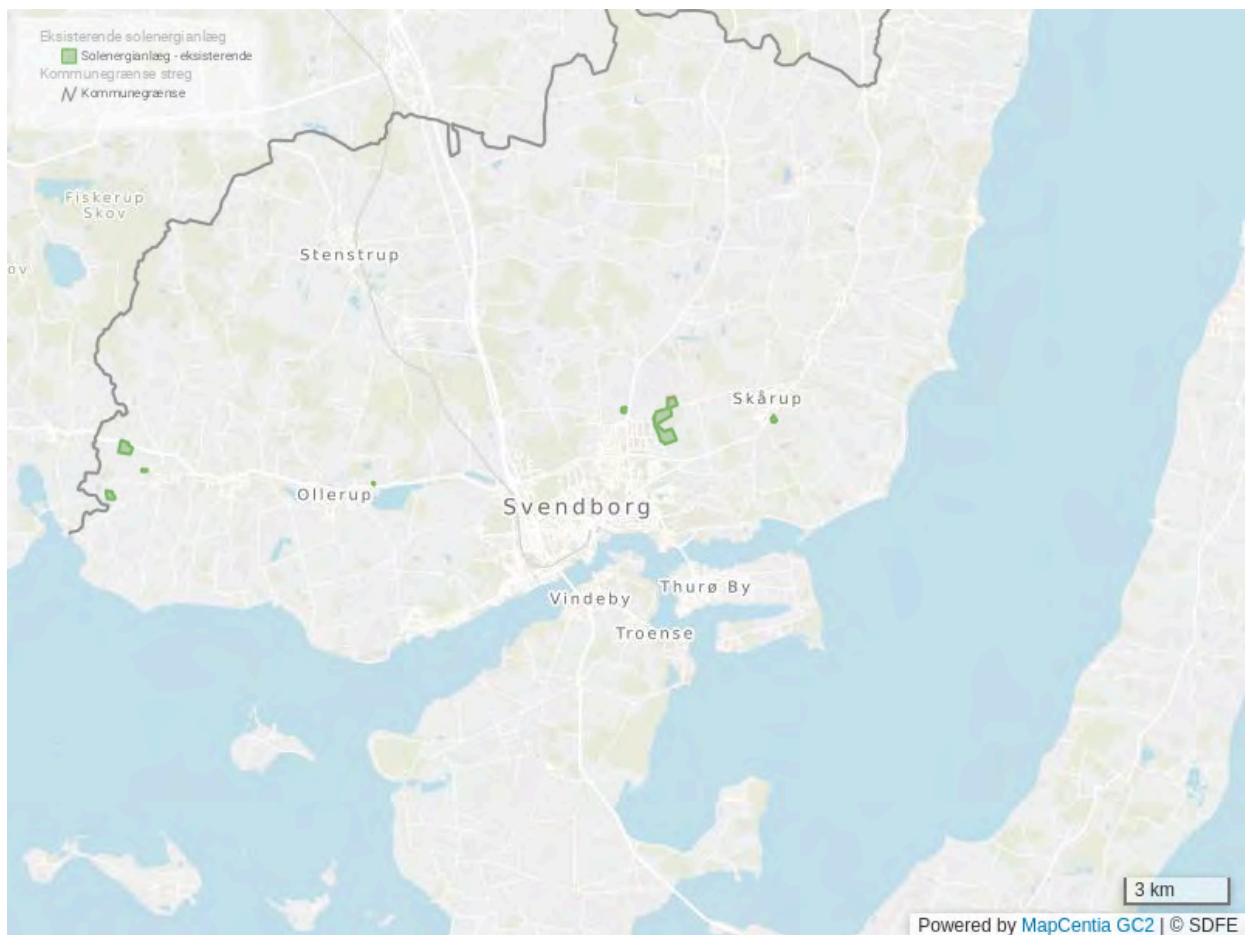 Eksisterende solenergianlæg
Solenergianlæg - eksisterende
Kommunegrænse streg
Kommunegrænse
Fiskerup
Skov
ov
Stenstrup
Skårup
Ollerup
Svendborg
Vindeby
Thurø By
Troense
3 km
Powered by MapCentia GC2 | © SDFE